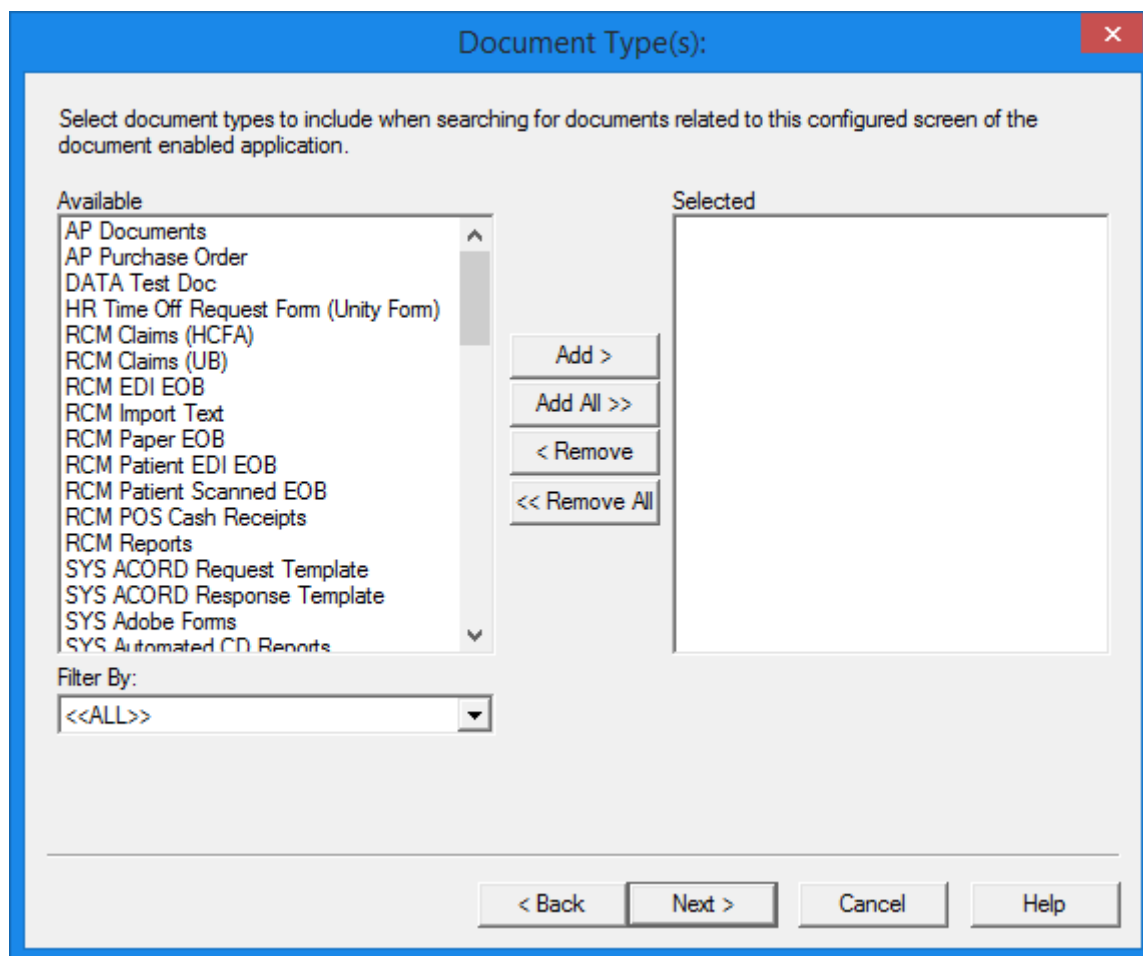 Document Type(s):
Select document types to include when searching for documents related to this configured screen of the
document enabled application.
Available
AP Documents
AP Purchase Order
DATA Test Doc
HR Time Off Request Form (Unity Form)
RCM Claims (HCFA)
RCM Claims (UB)
RCM EDI EOB
RCM Import Text
RCM Paper EOB
RCM Patient EDI EOB
RCM Patient Scanned EOB
RCM POS Cash Receipts
RCM Reports
SYS ACORD Request Template
SYS ACORD Response Template
SYS Adobe Forms
SYS Automated CD Reports
Filter By:
<<ALL>>
Add >
Add All >>
< Remove
<< Remove All
Selected
< Back
Next >
Cancel
Help